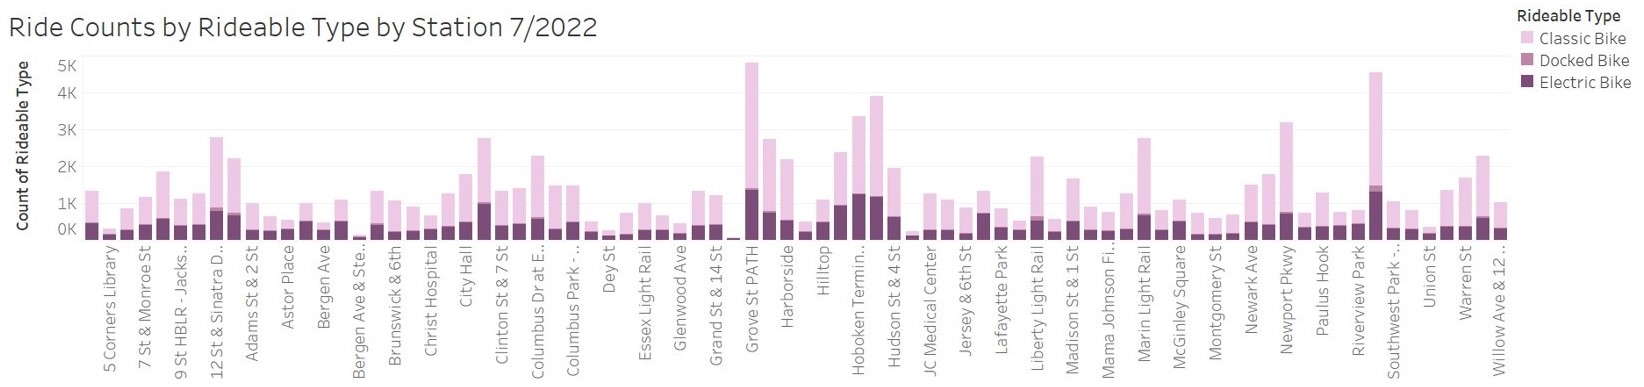 Ride Counts by Rideable Type by Station 7/2022
Rideable Type
Classic Bike
Docked Bike
Electric Bike
Count of Rideable Type
5K
4K
3K
2K
1K
0K
5 Corners Library
7 St & Monroe St
9 St HBLR - Jacks..
12 St & Sinatra D..
Adams St & 2 St
Astor Place
Bergen Ave
Bergen Ave & Ste..
Brunswick & 6th
Christ Hospital
City Hall
Clinton St & 7 St
Columbus Dr at E..
Columbus Park -..
Dey St
Essex Light Rail
Glenwood Ave
Grand St & 14 St
Grove St PATH
Harborside
Hilltop
Hoboken Termin..
Hudson St & 4 St
JC Medical Center
Jersey & 6th St
Lafayette Park
Liberty Light Rail
Madison St & 1 St
Mama Johnson Fi..
Marin Light Rail
McGinley Square
Montgomery St
Newark Ave
Newport Pkwy
Paulus Hook
Riverview Park
Southwest Park -..
Union St
Warren St
Willow Ave & 12 ..